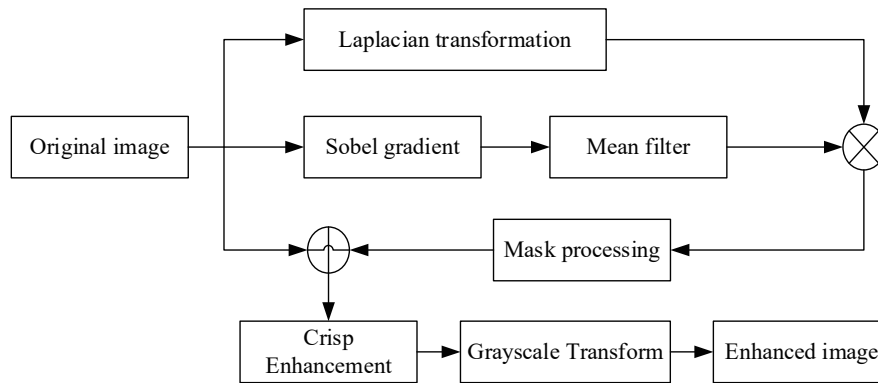 Laplacian transformation
Original image
Sobel gradient
Mean filter
Mask processing
Crisp
Enhancement
Grayscale Transform
Enhanced image